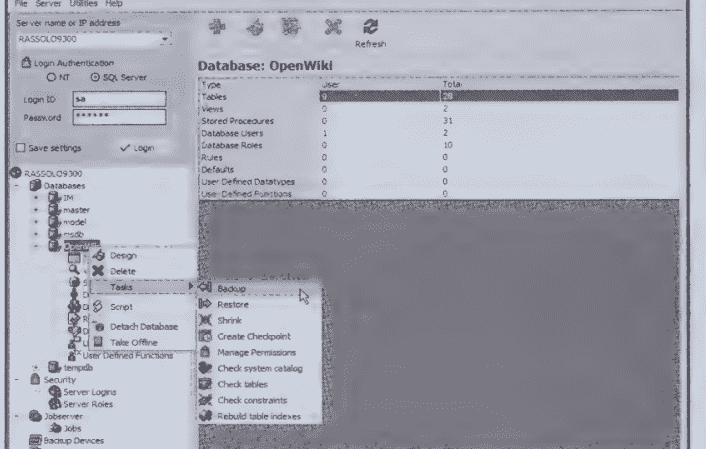 File Server Utilities Help
Server name or IP address
RASSOLO9300
Login Authentication
NT SQL Server
Login ID sa
Password ******
Save settings Login
Refresh
Database: OpenWiki
Type User Total
Tables 9 28
Views 0 2
Stored Procedures 0 31
Database Users 1 2
Database Roles 0 10
Rules 0 0
Defaults 0 0
User Defined Datatypes 0 0
User Defined Functions 0 0
RASSOLO9300
Databases
IM
master
model
msdb
OpenWiki
User Defined Functions
tempdb
Security
Server Logins
Server Roles
Jobserver
Jobs
Backup Devices
Design
Delete
Tasks
Script
Detach Database
Take Offline
Backup
Restore
Shrink
Create Checkpoint
Manage Permissions
Check system catalog
Check tables
Check constraints
Rebuild table indexes